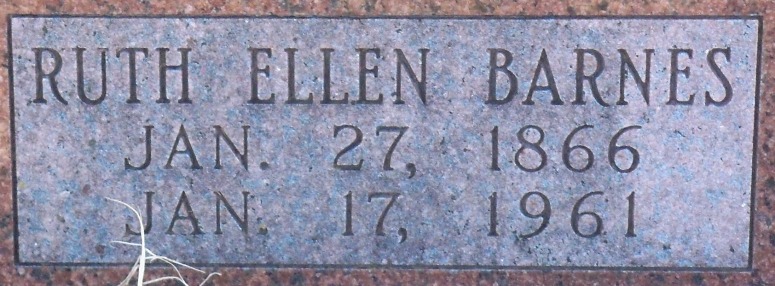 RUTH ELLEN BARNES
JAN. 27, 1866
JAN. 17, 1961